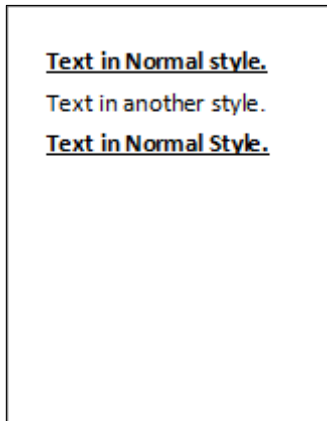 Text in Normal style.
Text in another style.
Text in Normal Style.